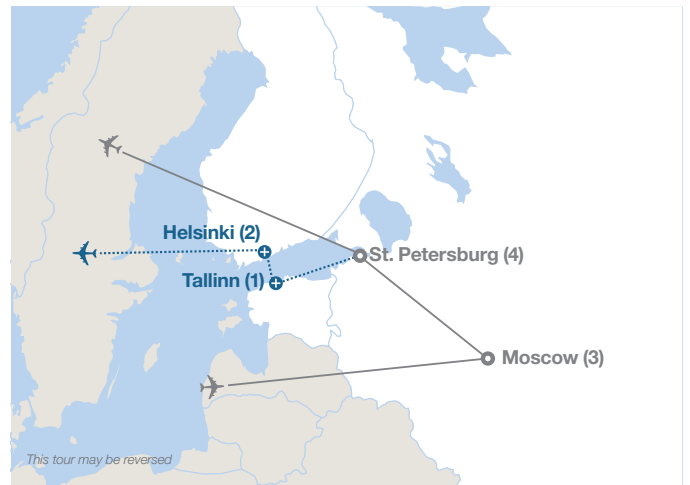 Helsinki (2)
St. Petersburg (4)
Tallinn (1)
Moscow (3)
This tour may be reversed